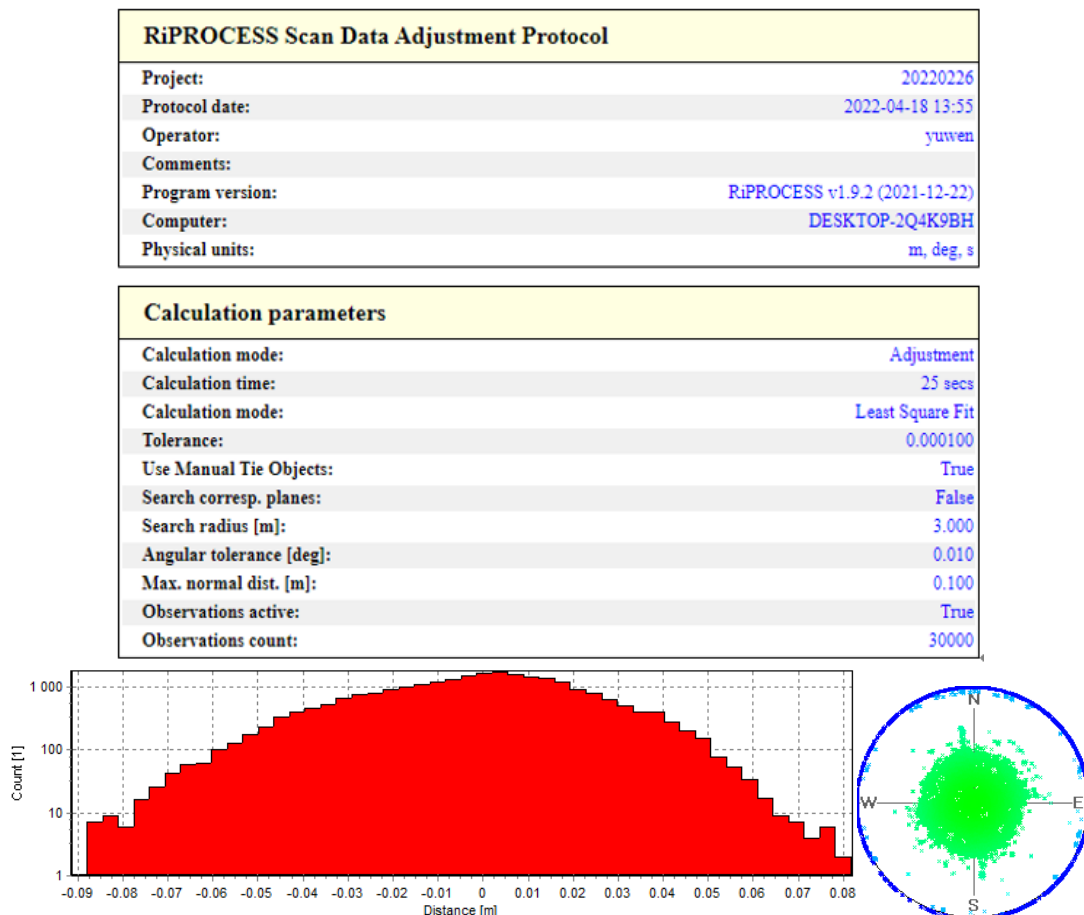 RiPROCESS Scan Data Adjustment Protocol
Project: 20220226
Protocol date: 2022-04-18 13:55
Operator: yuwen
Comments:
Program version: RiPROCESS v1.9.2 (2021-12-22)
Computer: DESKTOP-2Q4K9BH
Physical units: m, deg, s
Calculation parameters
Calculation mode: Adjustment
Calculation time: 25 secs
Calculation mode: Least Square Fit
Tolerance: 0.000100
Use Manual Tie Objects: True
Search corresp. planes: False
Search radius [m]: 3.000
Angular tolerance [deg]: 0.010
Max. normal dist. [m]: 0.100
Observations active: True
Observations count: 30000
Count [1]
1 000
100
10
1
-0.09 -0.08 -0.07 -0.06 -0.05 -0.04 -0.03 -0.02 -0.01 0 0.01 0.02 0.03 0.04 0.05 0.06 0.07 0.08
Distance [m]
N
W E
S